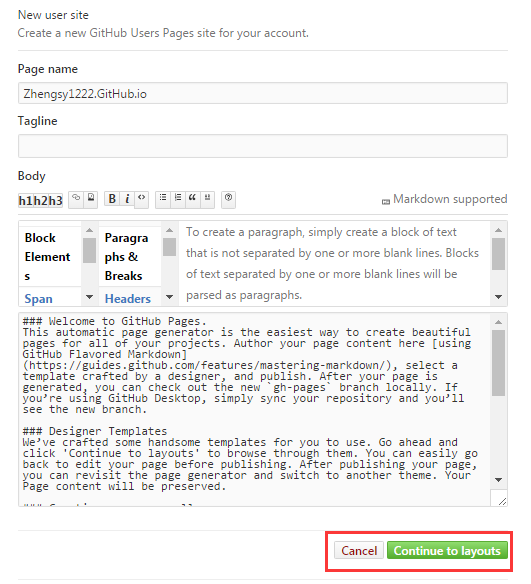 New user site
Create a new GitHub Users Pages site for your account.
Page name
Zhengsy1222.GitHub.io
Tagline
Body
h1h2h3
B i <>
Markdown supported
Block
Element
s
Span
Paragra
phs &
Breaks
Headers
To create a paragraph, simply create a block of text
that is not separated by one or more blank lines. Blocks
of text separated by one or more blank lines will be
parsed as paragraphs.
### Welcome to GitHub Pages.
This automatic page generator is the easiest way to create beautiful
pages for all of your projects. Author your page content here [using
GitHub Flavored Markdown]
(https://guides.github.com/features/mastering-markdown/), select a
template crafted by a designer, and publish. After your page is
generated, you can check out the new `gh-pages` branch locally. If
you’re using GitHub Desktop, simply sync your repository and you’ll
see the new branch.
### Designer Templates
We’ve crafted some handsome templates for you to use. Go ahead and
click 'Continue to layouts' to browse through them. You can easily go
back to edit your page before publishing. After publishing your page,
you can revisit the page generator and switch to another theme. Your
Page content will be preserved.
Cancel
Continue to layouts